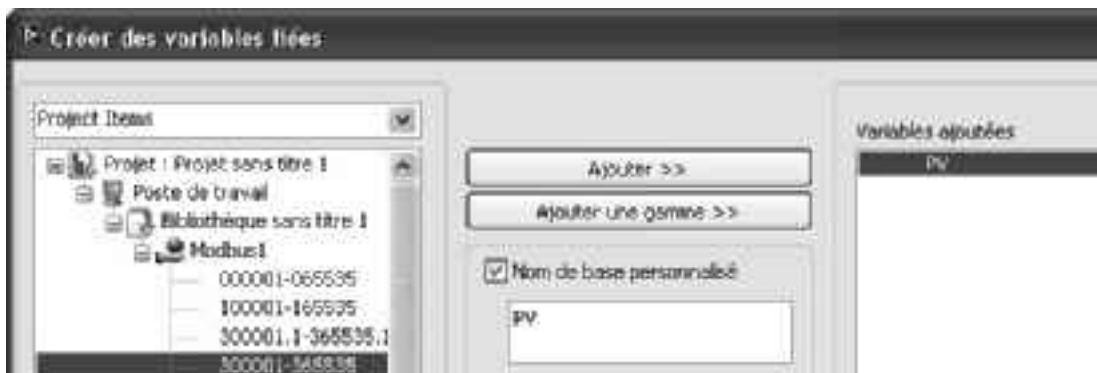 Créer des variables liées
Project Items
Projet : Projet sans titre 1
Poste de travail
Bibliothèque sans titre 1
Modbus1
000001-065535
100001-165535
300001.1-365535.1
300001-365535
Ajouter >>
Ajouter une gamme >>
Nom de base personnalisé
PV
Variables ajoutées
PV